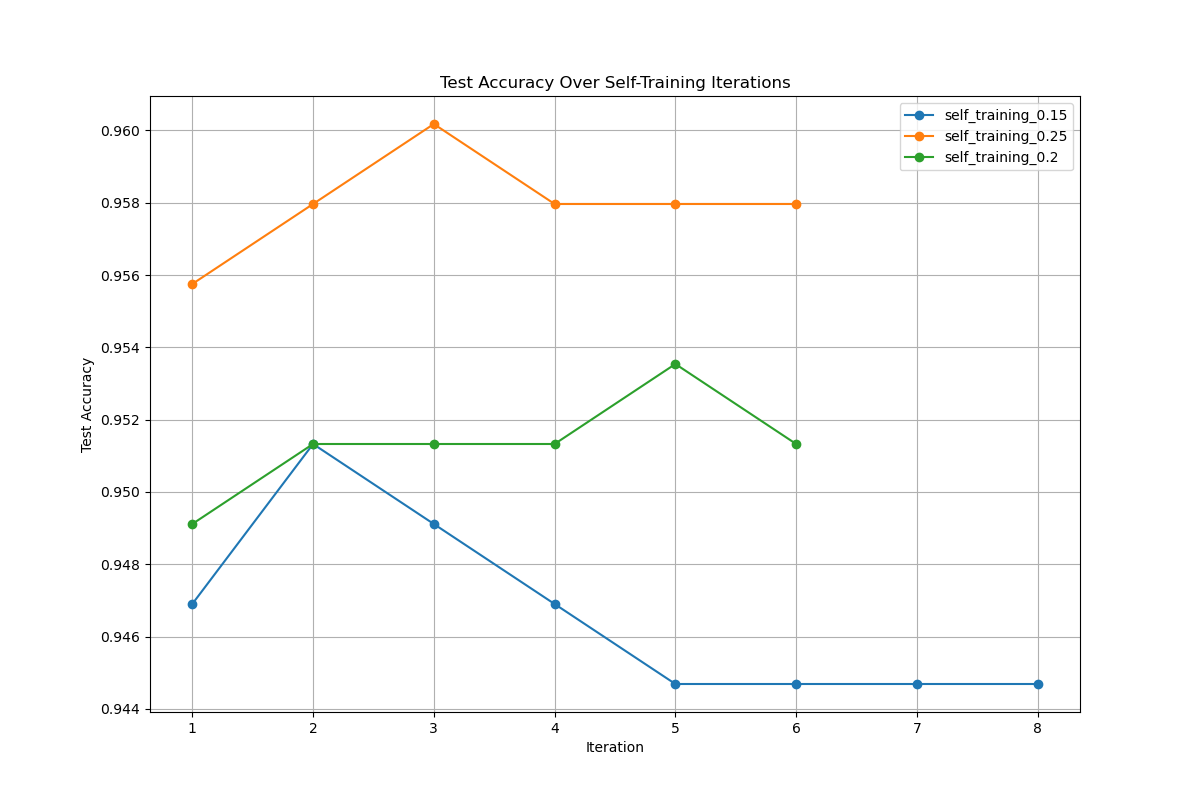 Test Accuracy Over Self-Training Iterations
self_training_0.15
self_training_0.25
self_training_0.2
0.960
0.958
0.956
0.954
0.952
0.950
0.948
0.946
0.944
Test Accuracy
1 2 3 4 5 6 7 8
Iteration